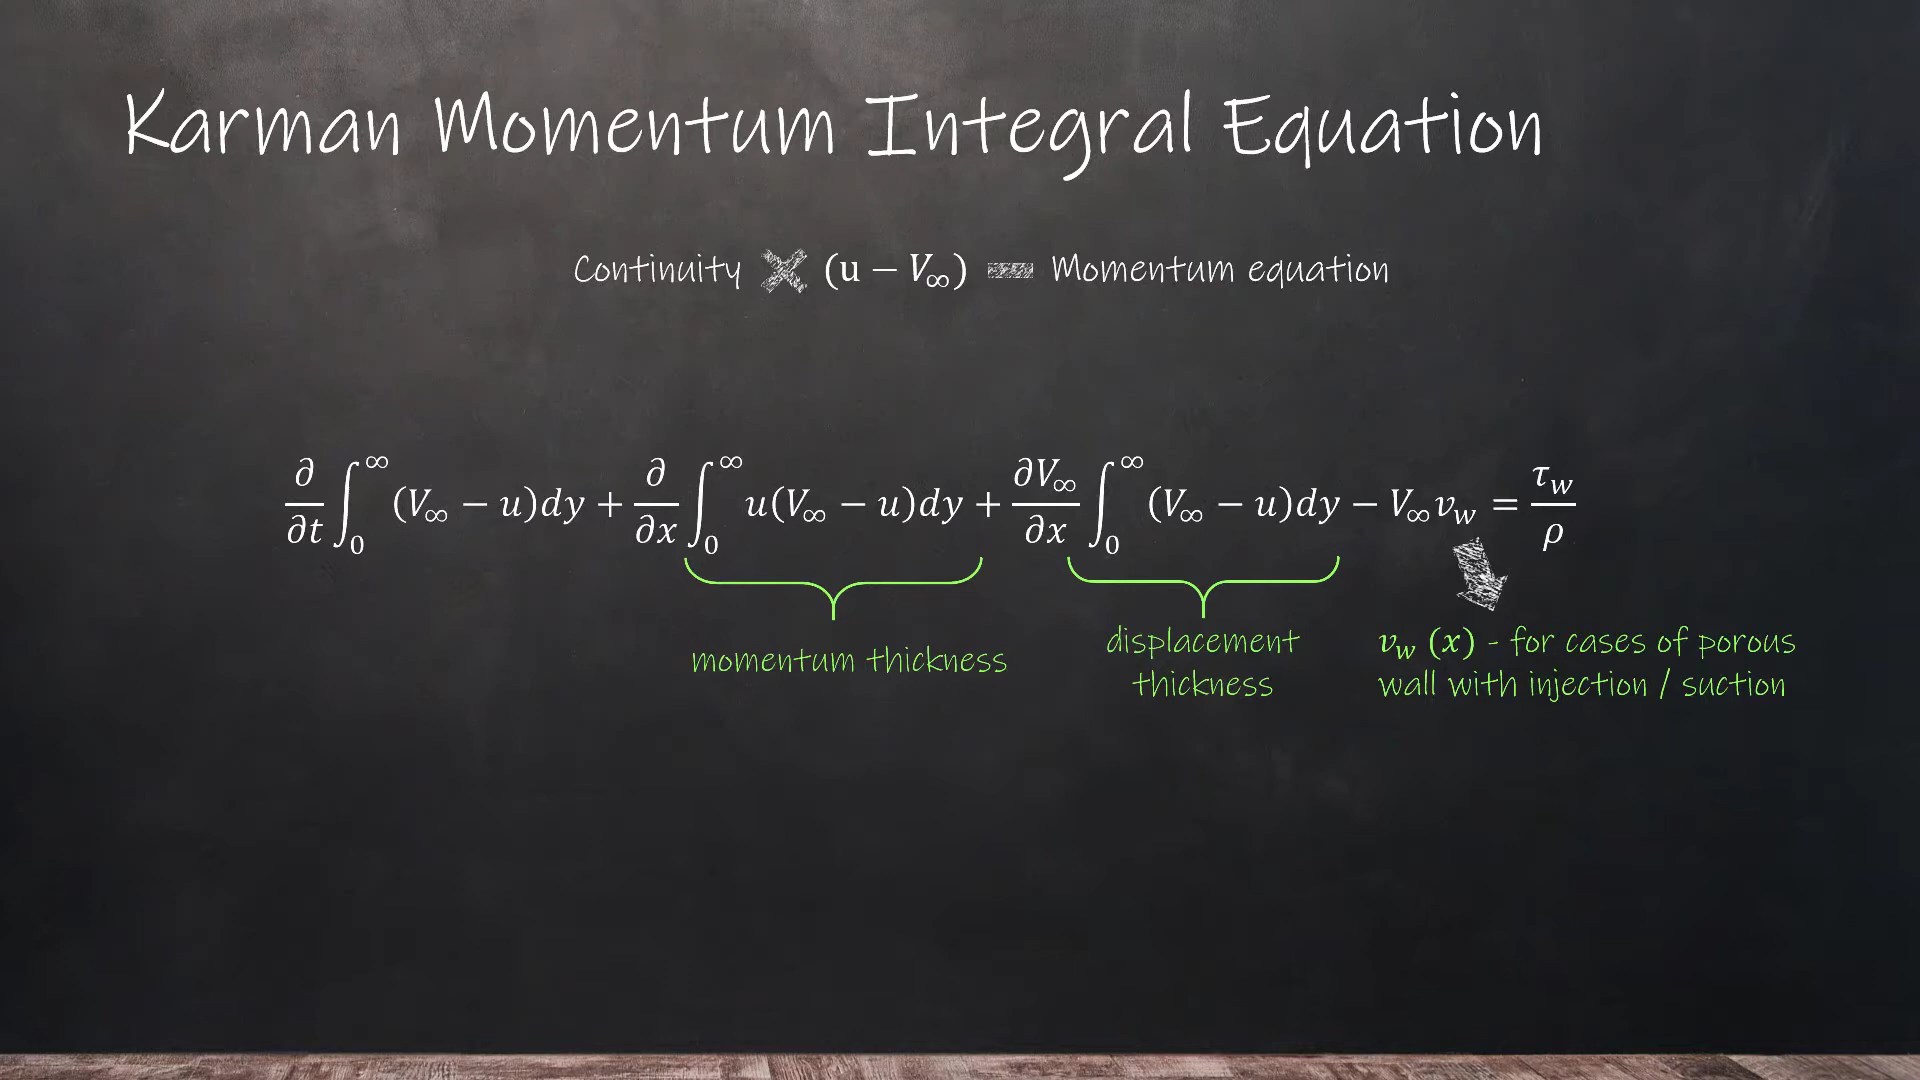 Karman Momentum Integral Equation
Continuity × (u − V∞) − Momentum equation
∂/∂t ∫₀^∞ (V∞ − u)dy + ∂/∂x ∫₀^∞ u(V∞ − u)dy + ∂V∞/∂x ∫₀^∞ (V∞ − u)dy − V∞v_w = τ_w/ρ
momentum thickness
displacement
thickness
v_w (x) - for cases of porous
wall with injection / suction